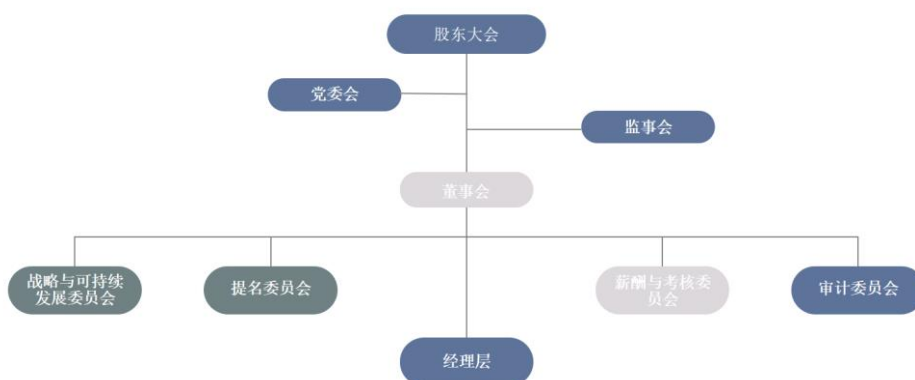 股东大会
党委会
监事会
董事会
战略与可持续
发展委员会
提名委员会
薪酬与考核委
员会
审计委员会
经理层